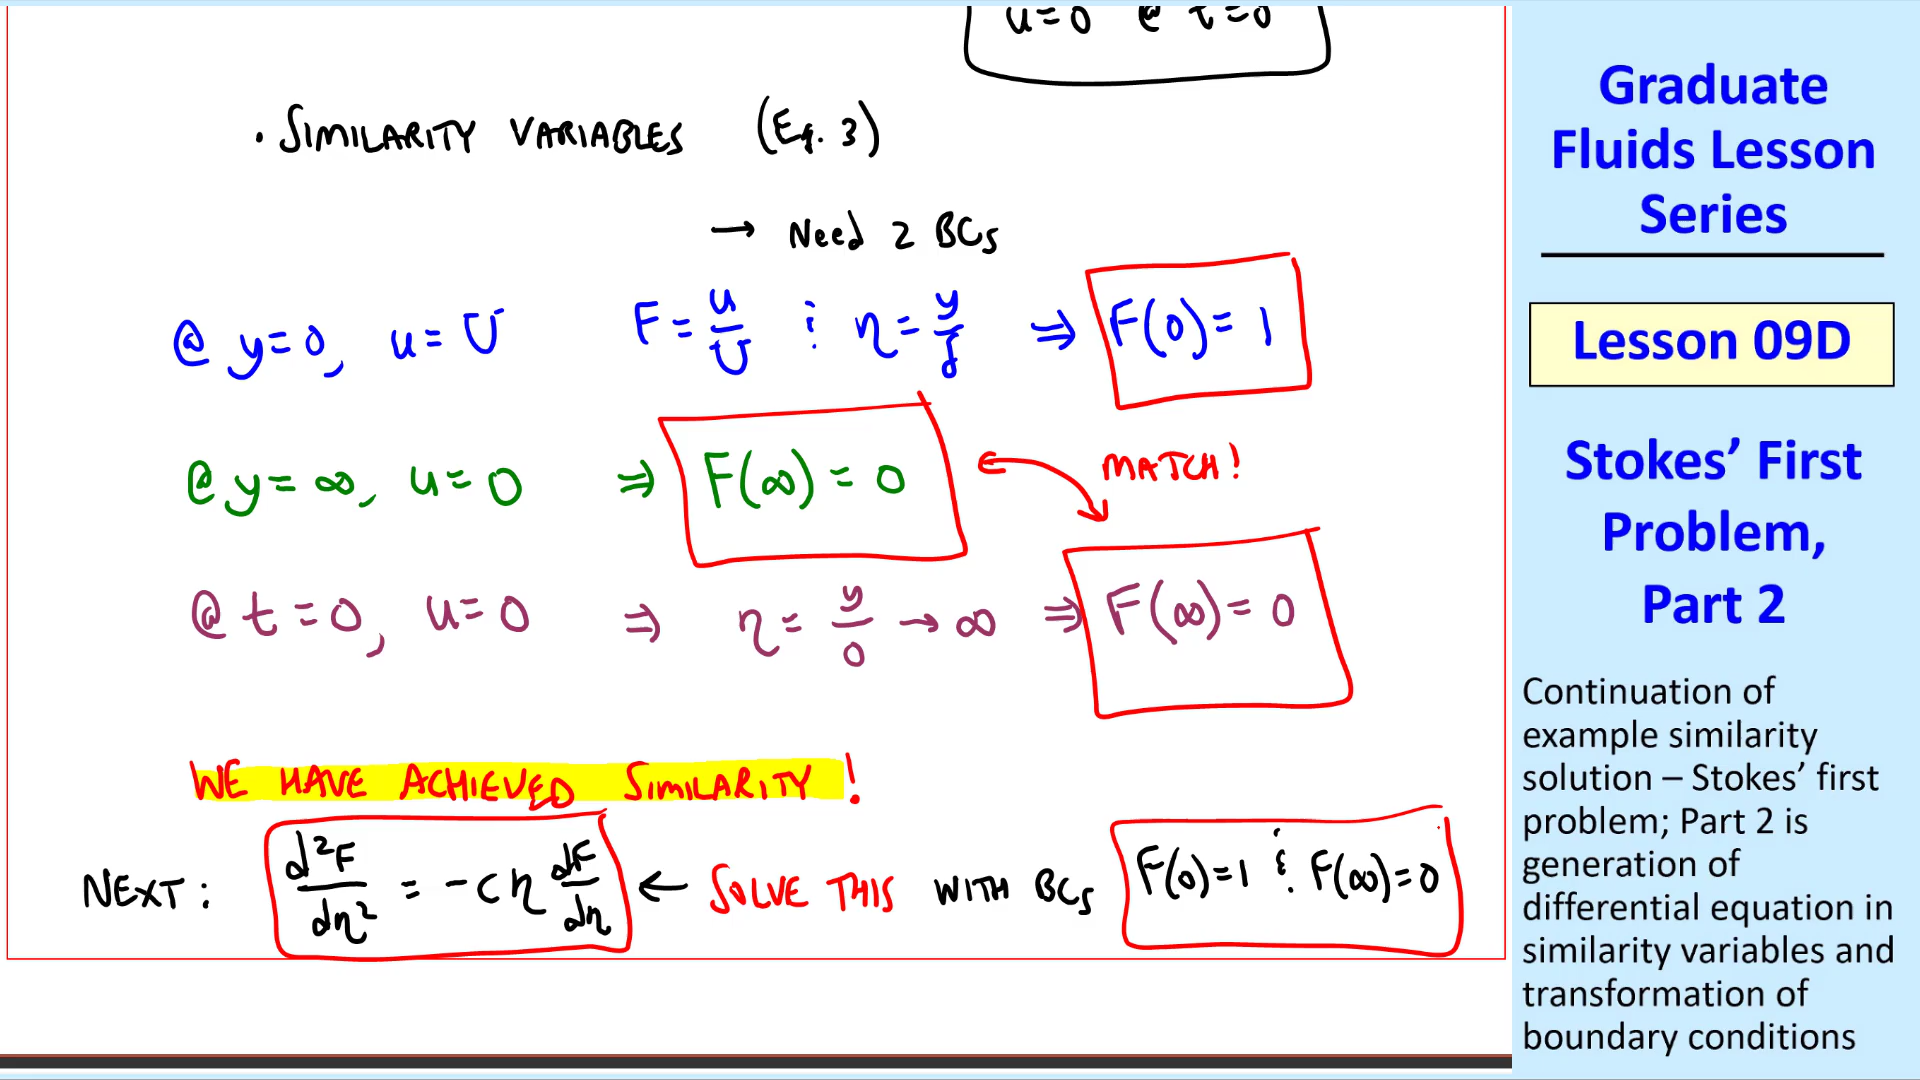 u=0 @ t=0
• SIMILARITY VARIABLES (Eq. 3)
→ Need 2 BCs
@ y=0, u=U F = u/U ⋮ η = y/δ ⇒ F(0)=1
@ y=∞, u=0 ⇒ F(∞)=0
MATCH!
@ t=0, u=0 ⇒ η = y/0 → ∞ ⇒ F(∞)=0
WE HAVE ACHIEVED SIMILARITY!
NEXT: d²F/dη² = -Cη dF/dη ← SOLVE THIS WITH BCs F(0)=1 ⋮ F(∞)=0
Graduate
Fluids Lesson
Series
Lesson 09D
Stokes’ First
Problem,
Part 2
Continuation of
example similarity
solution – Stokes’ first
problem; Part 2 is
generation of
differential equation in
similarity variables and
transformation of
boundary conditions